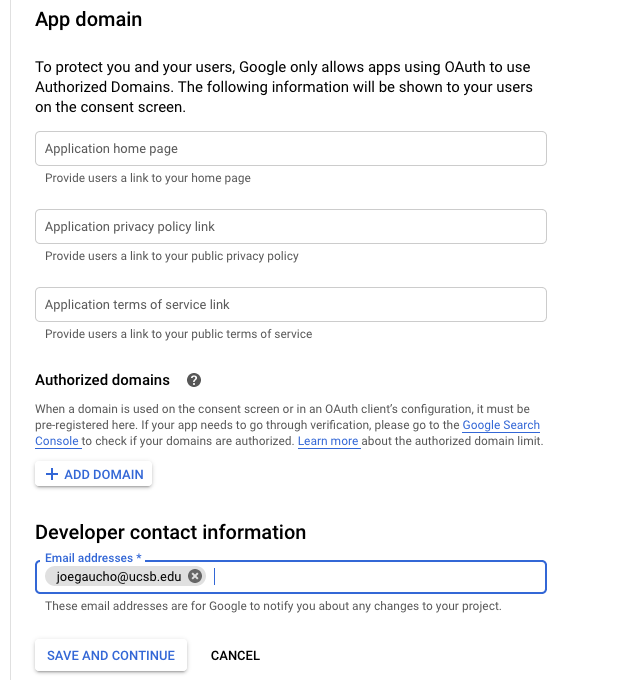 App domain
To protect you and your users, Google only allows apps using OAuth to use
Authorized Domains. The following information will be shown to your users
on the consent screen.
Application home page
Provide users a link to your home page
Application privacy policy link
Provide users a link to your public privacy policy
Application terms of service link
Provide users a link to your public terms of service
Authorized domains ?
When a domain is used on the consent screen or in an OAuth client's configuration, it must be
pre-registered here. If your app needs to go through verification, please go to the Google Search
Console to check if your domains are authorized. Learn more about the authorized domain limit.
+ ADD DOMAIN
Developer contact information
Email addresses *
joegaucho@ucsb.edu
These email addresses are for Google to notify you about any changes to your project.
SAVE AND CONTINUE CANCEL